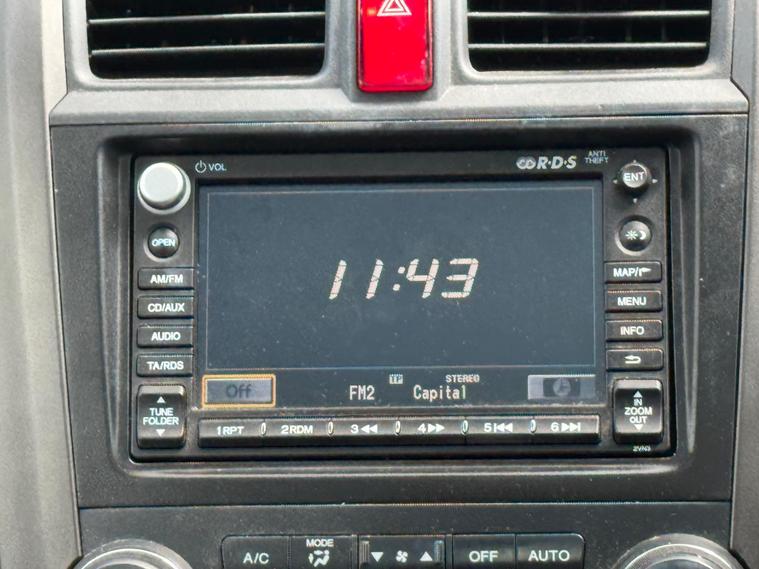 VOL
R·D·S
ANTI
THEFT
ENT
OPEN
11:43
AM/FM
MAP/
CD/AUX
MENU
AUDIO
INFO
TA/RDS
Off
FM2
TP
STEREO
Capital
TUNE
FOLDER
IN
ZOOM
OUT
1RPT
2RDM
3
4
5
6
2VN3
A/C
MODE
OFF
AUTO